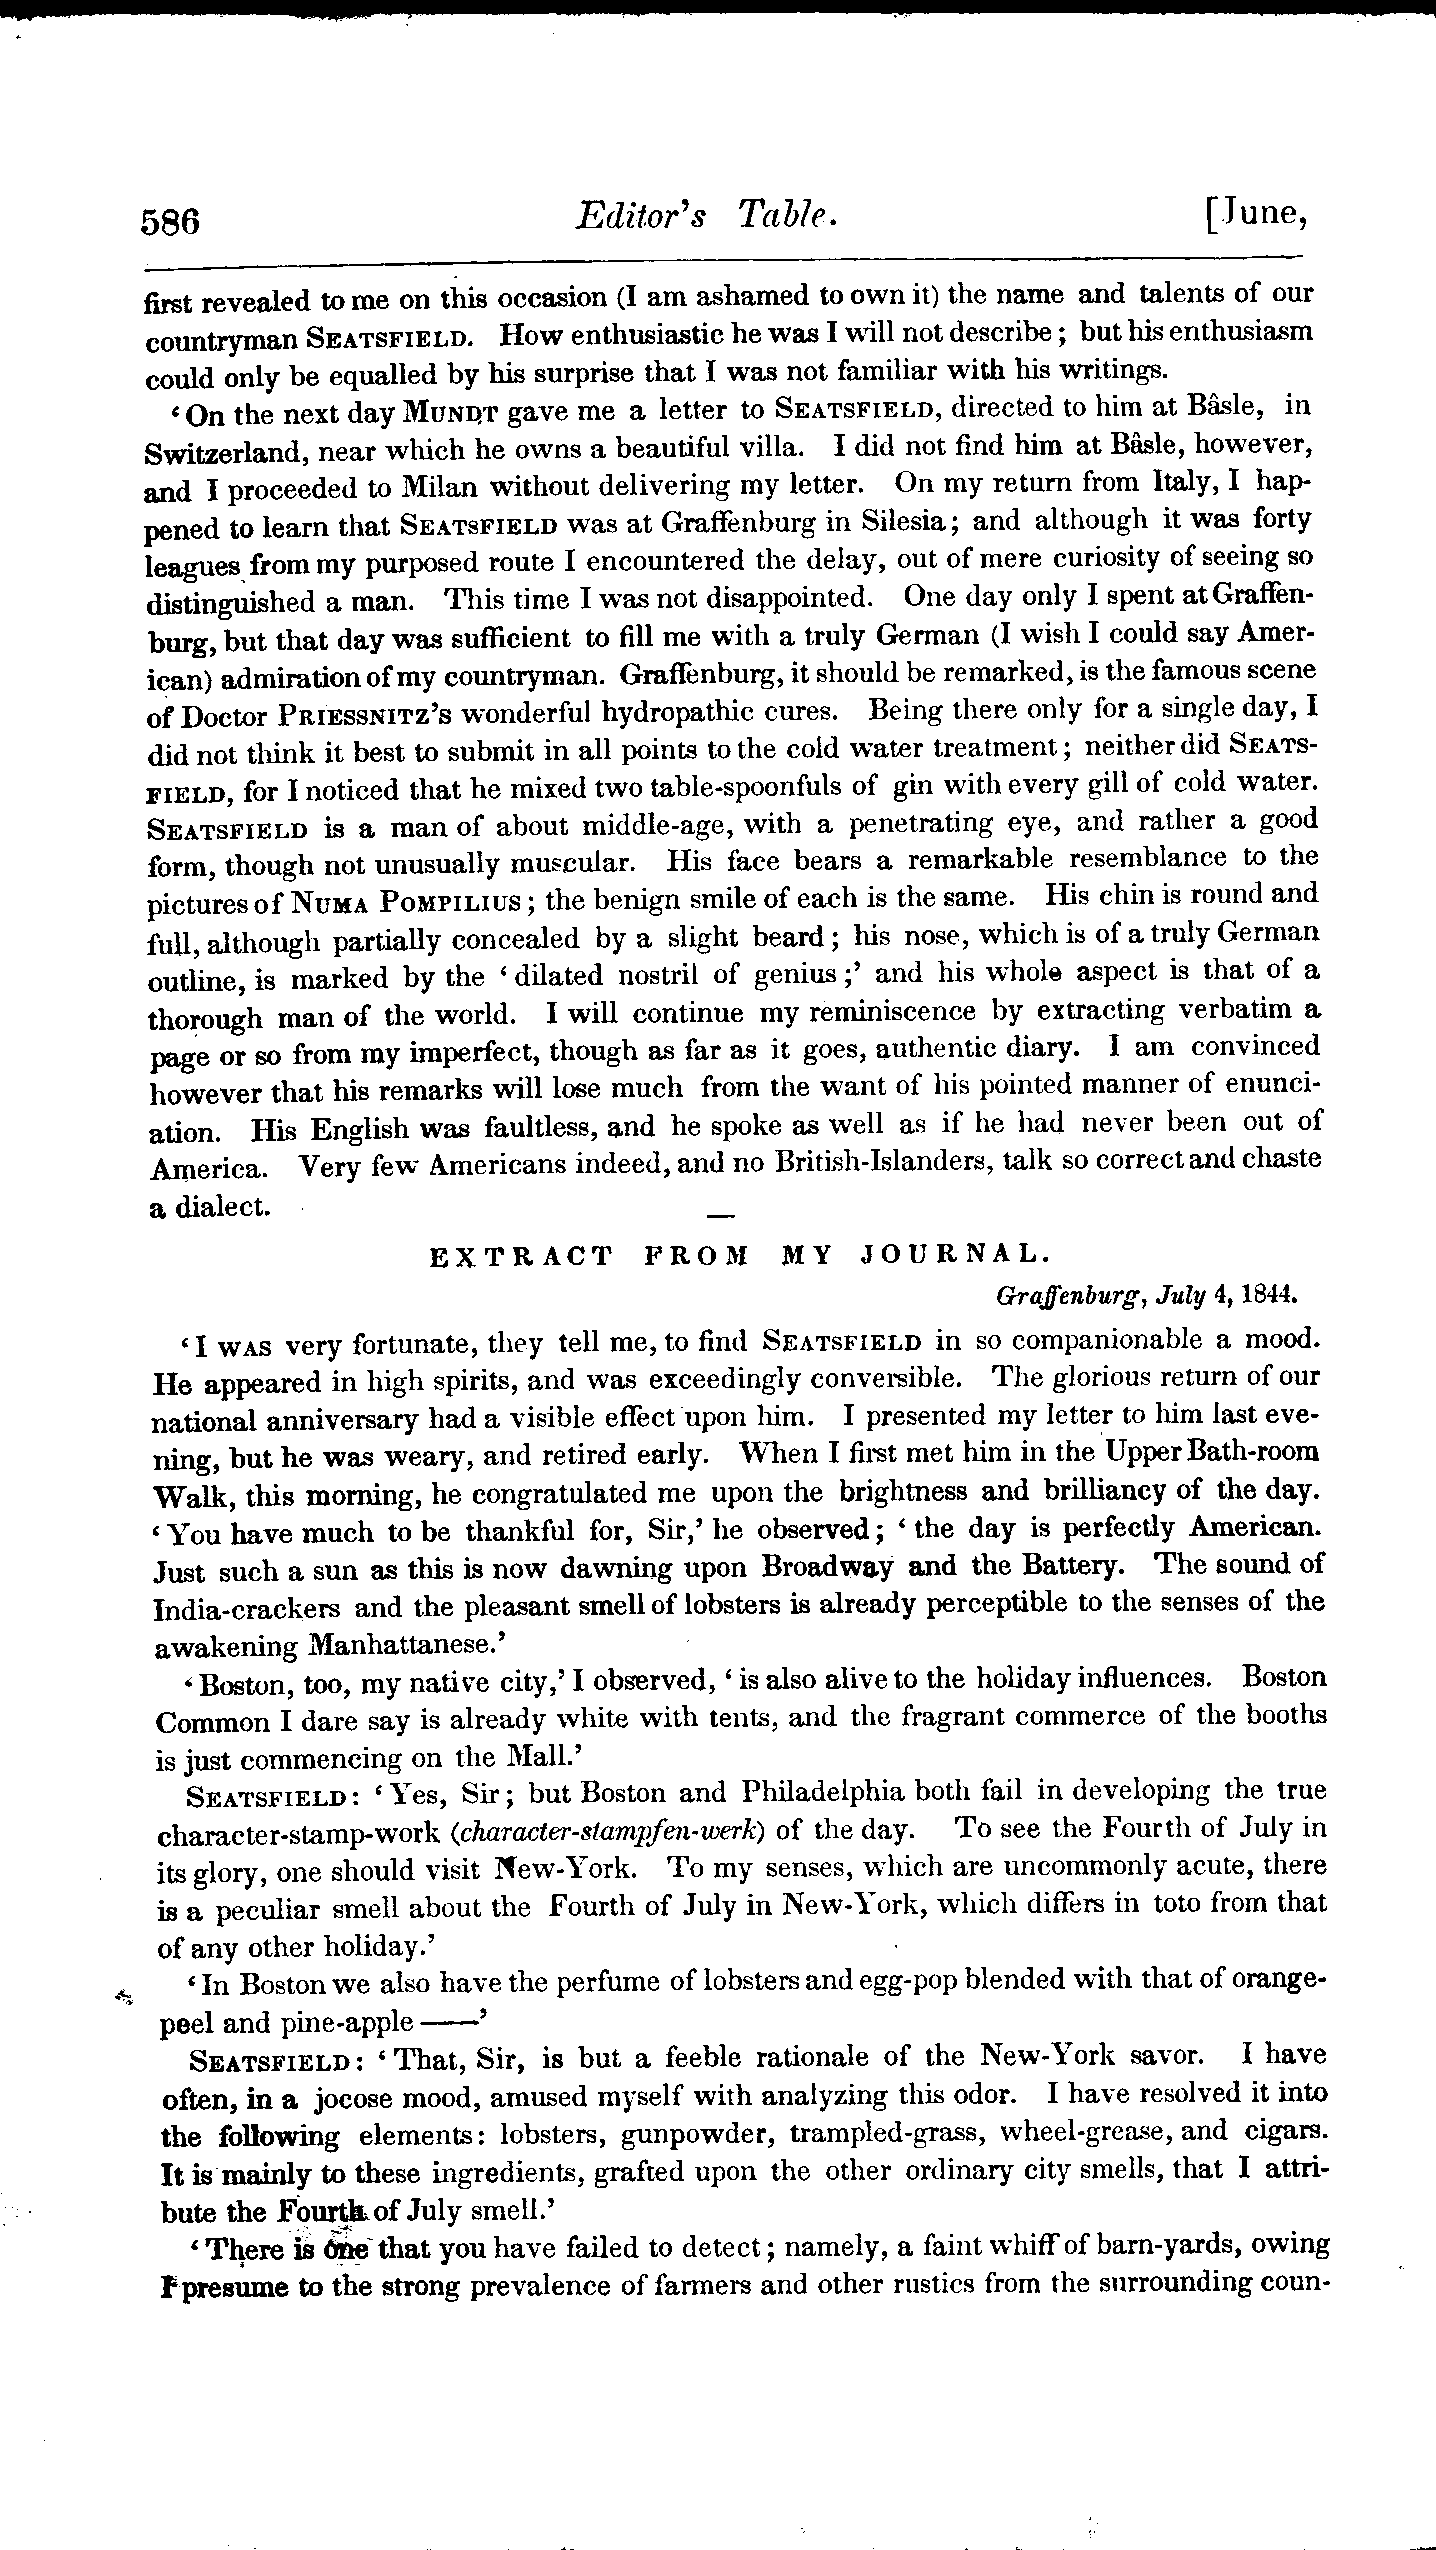 586 Editor's Table. [June,
first revealed to me on this occasion (I am ashamed to own it) the name and talents of our
countryman SEATSFIELD. How enthusiastic he was I will not describe; but his enthusiasm
could only be equalled by his surprise that I was not familiar with his writings.
‘On the next day MUNDT gave me a letter to SEATSFIELD, directed to him at Bâsle, in
Switzerland, near which he owns a beautiful villa. I did not find him at Bâsle, however,
and I proceeded to Milan without delivering my letter. On my return from Italy, I hap-
pened to learn that SEATSFIELD was at Graffenburg in Silesia; and although it was forty
leagues from my purposed route I encountered the delay, out of mere curiosity of seeing so
distinguished a man. This time I was not disappointed. One day only I spent at Graffen-
burg, but that day was sufficient to fill me with a truly German (I wish I could say Amer-
ican) admiration of my countryman. Graffenburg, it should be remarked, is the famous scene
of Doctor PRIESSNITZ'S wonderful hydropathic cures. Being there only for a single day, I
did not think it best to submit in all points to the cold water treatment; neither did SEATS-
FIELD, for I noticed that he mixed two table-spoonfuls of gin with every gill of cold water.
SEATSFIELD is a man of about middle-age, with a penetrating eye, and rather a good
form, though not unusually muscular. His face bears a remarkable resemblance to the
pictures of NUMA POMPILIUS; the benign smile of each is the same. His chin is round and
full, although partially concealed by a slight beard; his nose, which is of a truly German
outline, is marked by the ‘dilated nostril of genius;’ and his whole aspect is that of a
thorough man of the world. I will continue my reminiscence by extracting verbatim a
page or so from my imperfect, though as far as it goes, authentic diary. I am convinced
however that his remarks will lose much from the want of his pointed manner of enunci-
ation. His English was faultless, and he spoke as well as if he had never been out of
America. Very few Americans indeed, and no British-Islanders, talk so correct and chaste
a dialect.
EXTRACT FROM MY JOURNAL.
Graffenburg, July 4, 1844.
‘I WAS very fortunate, they tell me, to find SEATSFIELD in so companionable a mood.
He appeared in high spirits, and was exceedingly conversible. The glorious return of our
national anniversary had a visible effect upon him. I presented my letter to him last eve-
ning, but he was weary, and retired early. When I first met him in the Upper Bath-room
Walk, this morning, he congratulated me upon the brightness and brilliancy of the day.
‘You have much to be thankful for, Sir,’ he observed; ‘the day is perfectly American.
Just such a sun as this is now dawning upon Broadway and the Battery. The sound of
India-crackers and the pleasant smell of lobsters is already perceptible to the senses of the
awakening Manhattanese.’
‘Boston, too, my native city,’ I observed, ‘is also alive to the holiday influences. Boston
Common I dare say is already white with tents, and the fragrant commerce of the booths
is just commencing on the Mall.’
SEATSFIELD: ‘Yes, Sir; but Boston and Philadelphia both fail in developing the true
character-stamp-work (character-stampfen-werk) of the day. To see the Fourth of July in
its glory, one should visit New-York. To my senses, which are uncommonly acute, there
is a peculiar smell about the Fourth of July in New-York, which differs in toto from that
of any other holiday.’
‘In Boston we also have the perfume of lobsters and egg-pop blended with that of orange-
peel and pine-apple ——’
SEATSFIELD: ‘That, Sir, is but a feeble rationale of the New-York savor. I have
often, in a jocose mood, amused myself with analyzing this odor. I have resolved it into
the following elements: lobsters, gunpowder, trampled-grass, wheel-grease, and cigars.
It is mainly to these ingredients, grafted upon the other ordinary city smells, that I attri-
bute the Fourth of July smell.’
‘There is one that you have failed to detect; namely, a faint whiff of barn-yards, owing
I presume to the strong prevalence of farmers and other rustics from the surrounding coun-